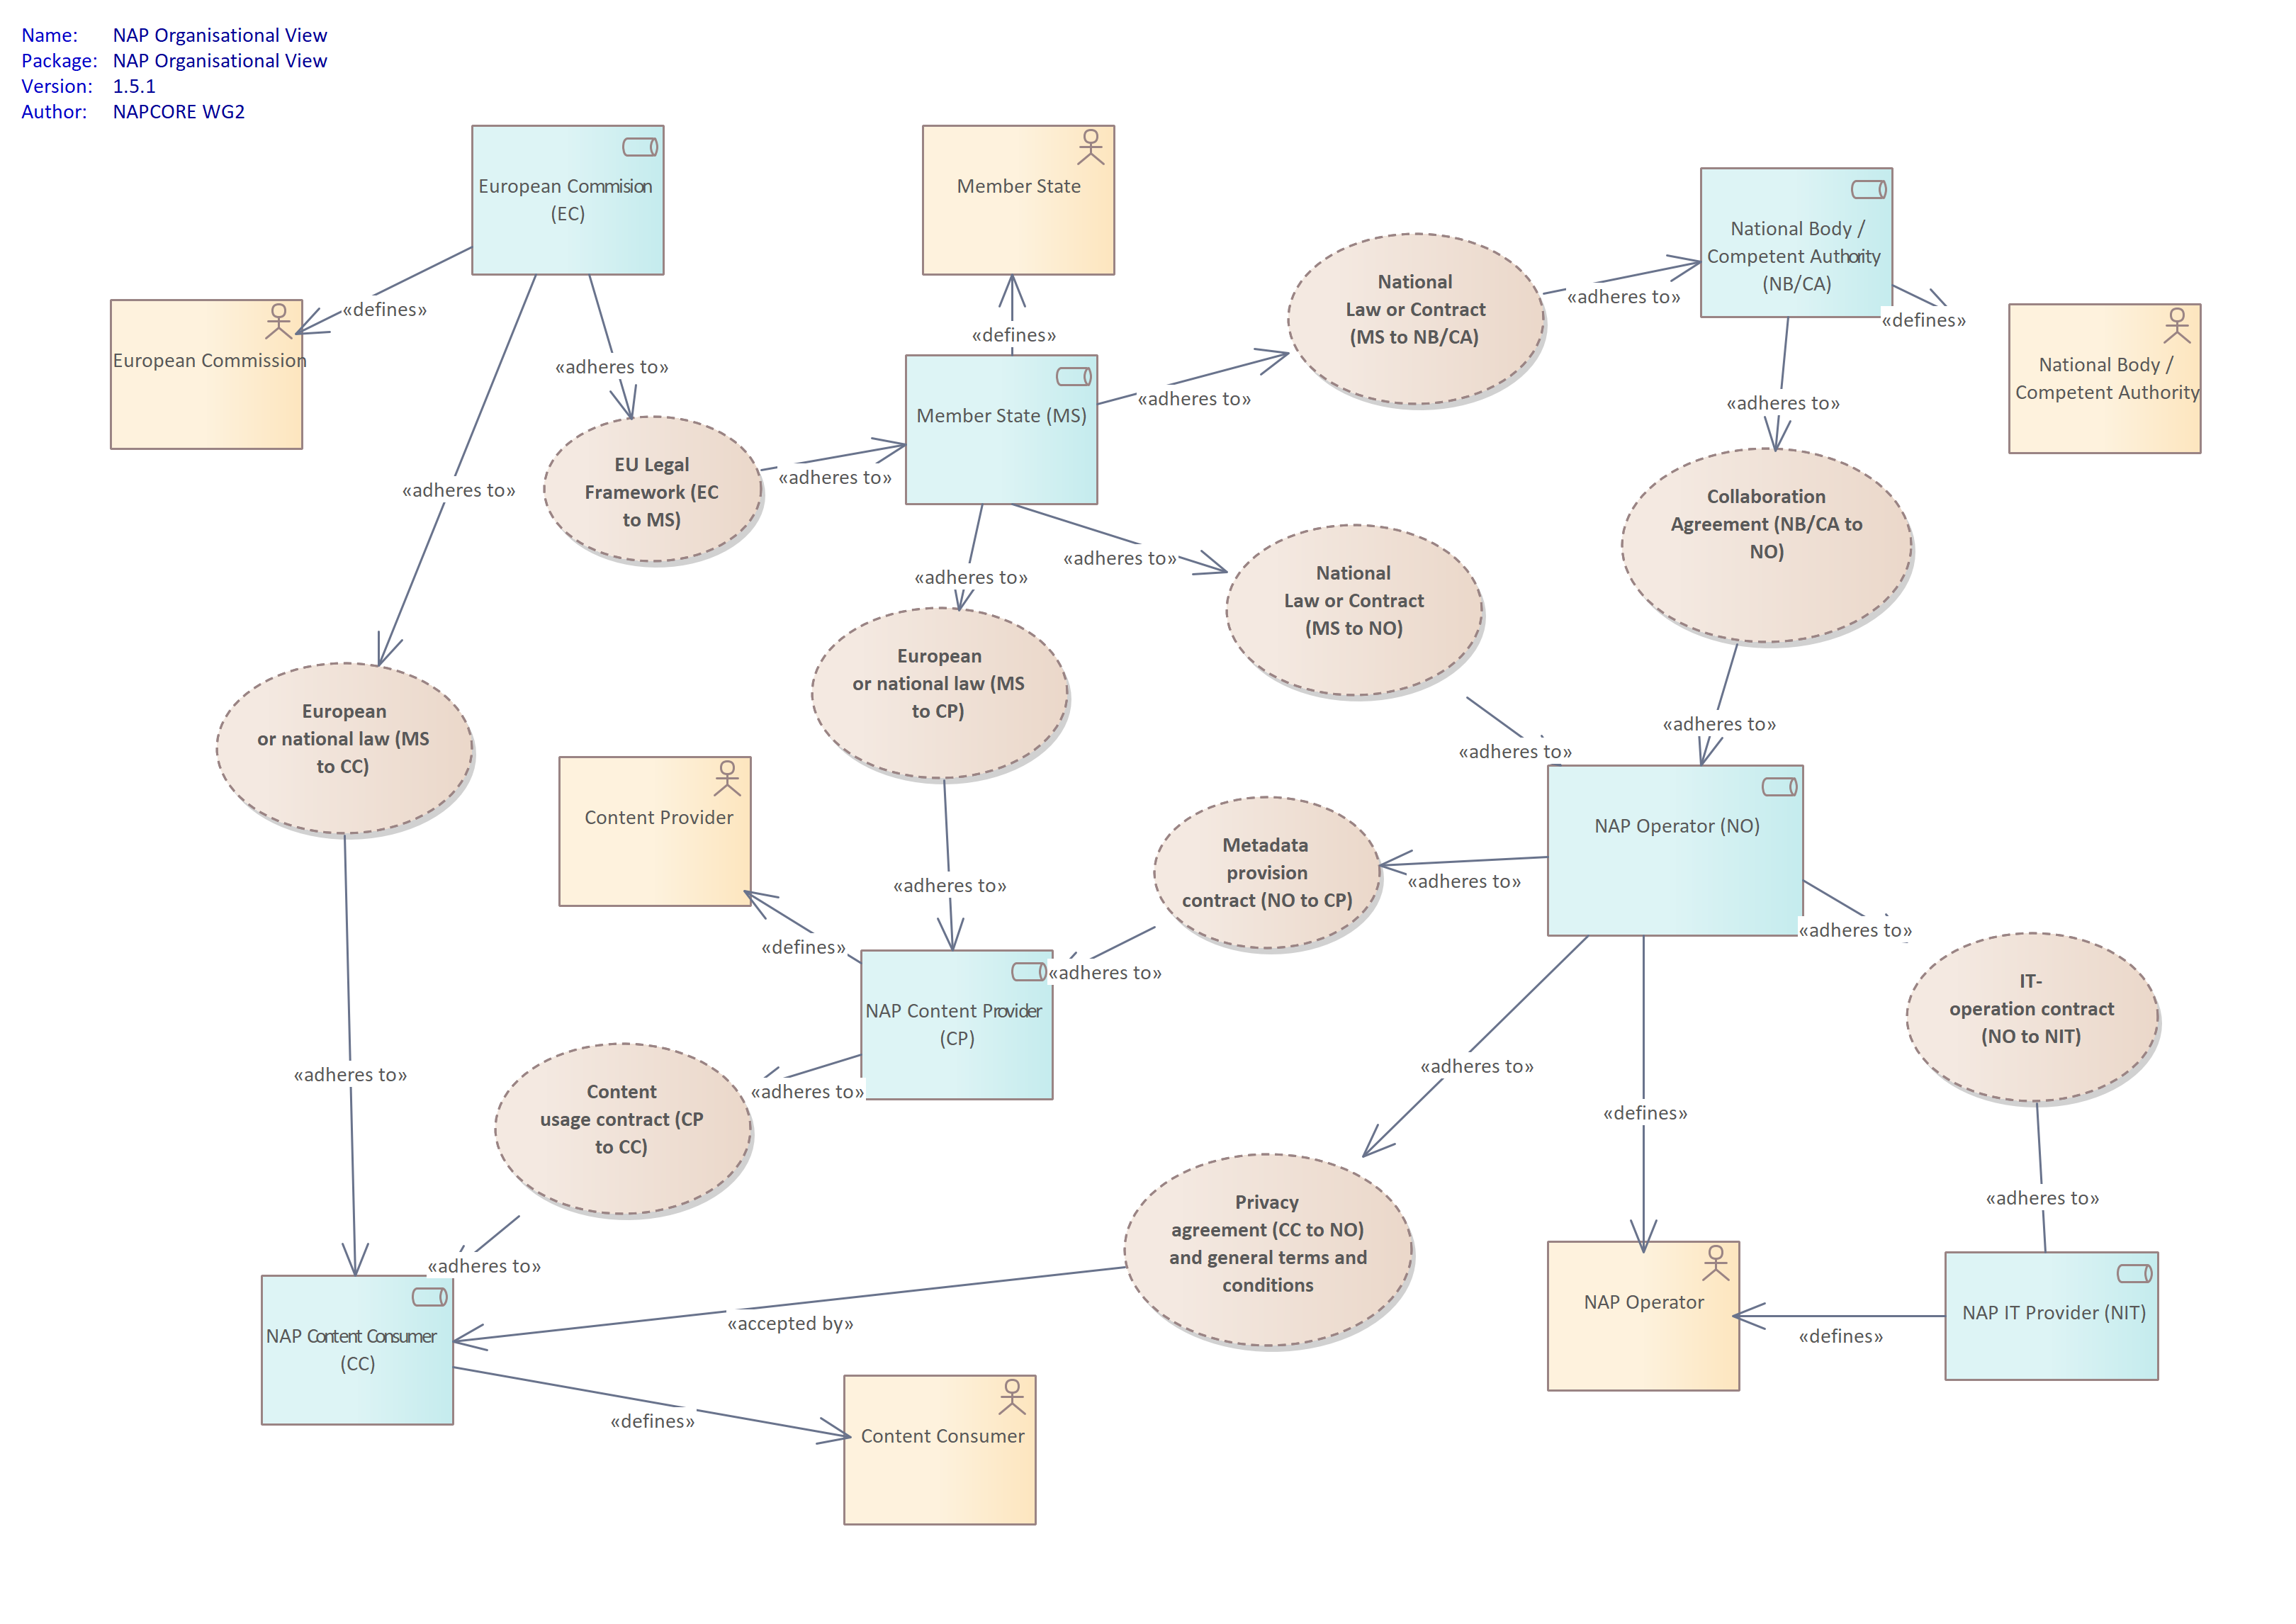 Name: NAP Organisational View
Package: NAP Organisational View
Version: 1.5.1
Author: NAPCORE WG2
European Commision
(EC)
Member State
National Body /
Competent Authority
(NB/CA)
«defines»
European Commission
«adheres to»
«defines»
National
Law or Contract
(MS to NB/CA)
«adheres to»
«defines»
National Body /
Competent Authority
Member State (MS)
«adheres to»
«adheres to»
«adheres to»
EU Legal
Framework (EC
to MS)
«adheres to»
«adheres to»
Collaboration
Agreement (NB/CA to
NO)
«adheres to»
«adheres to»
National
Law or Contract
(MS to NO)
European
or national law (MS
to CP)
European
or national law (MS
to CC)
«adheres to»
«adheres to»
Content Provider
NAP Operator (NO)
Metadata
provision
contract (NO to CP)
«adheres to»
«adheres to»
«defines»
«adheres to»
«adheres to»
NAP Content Provider
(CP)
IT-
operation contract
(NO to NIT)
«adheres to»
«adheres to»
«adheres to»
Content
usage contract (CP
to CC)
«defines»
Privacy
agreement (CC to NO)
and general terms and
conditions
«adheres to»
«adheres to»
NAP Content Consumer
(CC)
«accepted by»
NAP Operator
«defines»
NAP IT Provider (NIT)
«defines»
Content Consumer